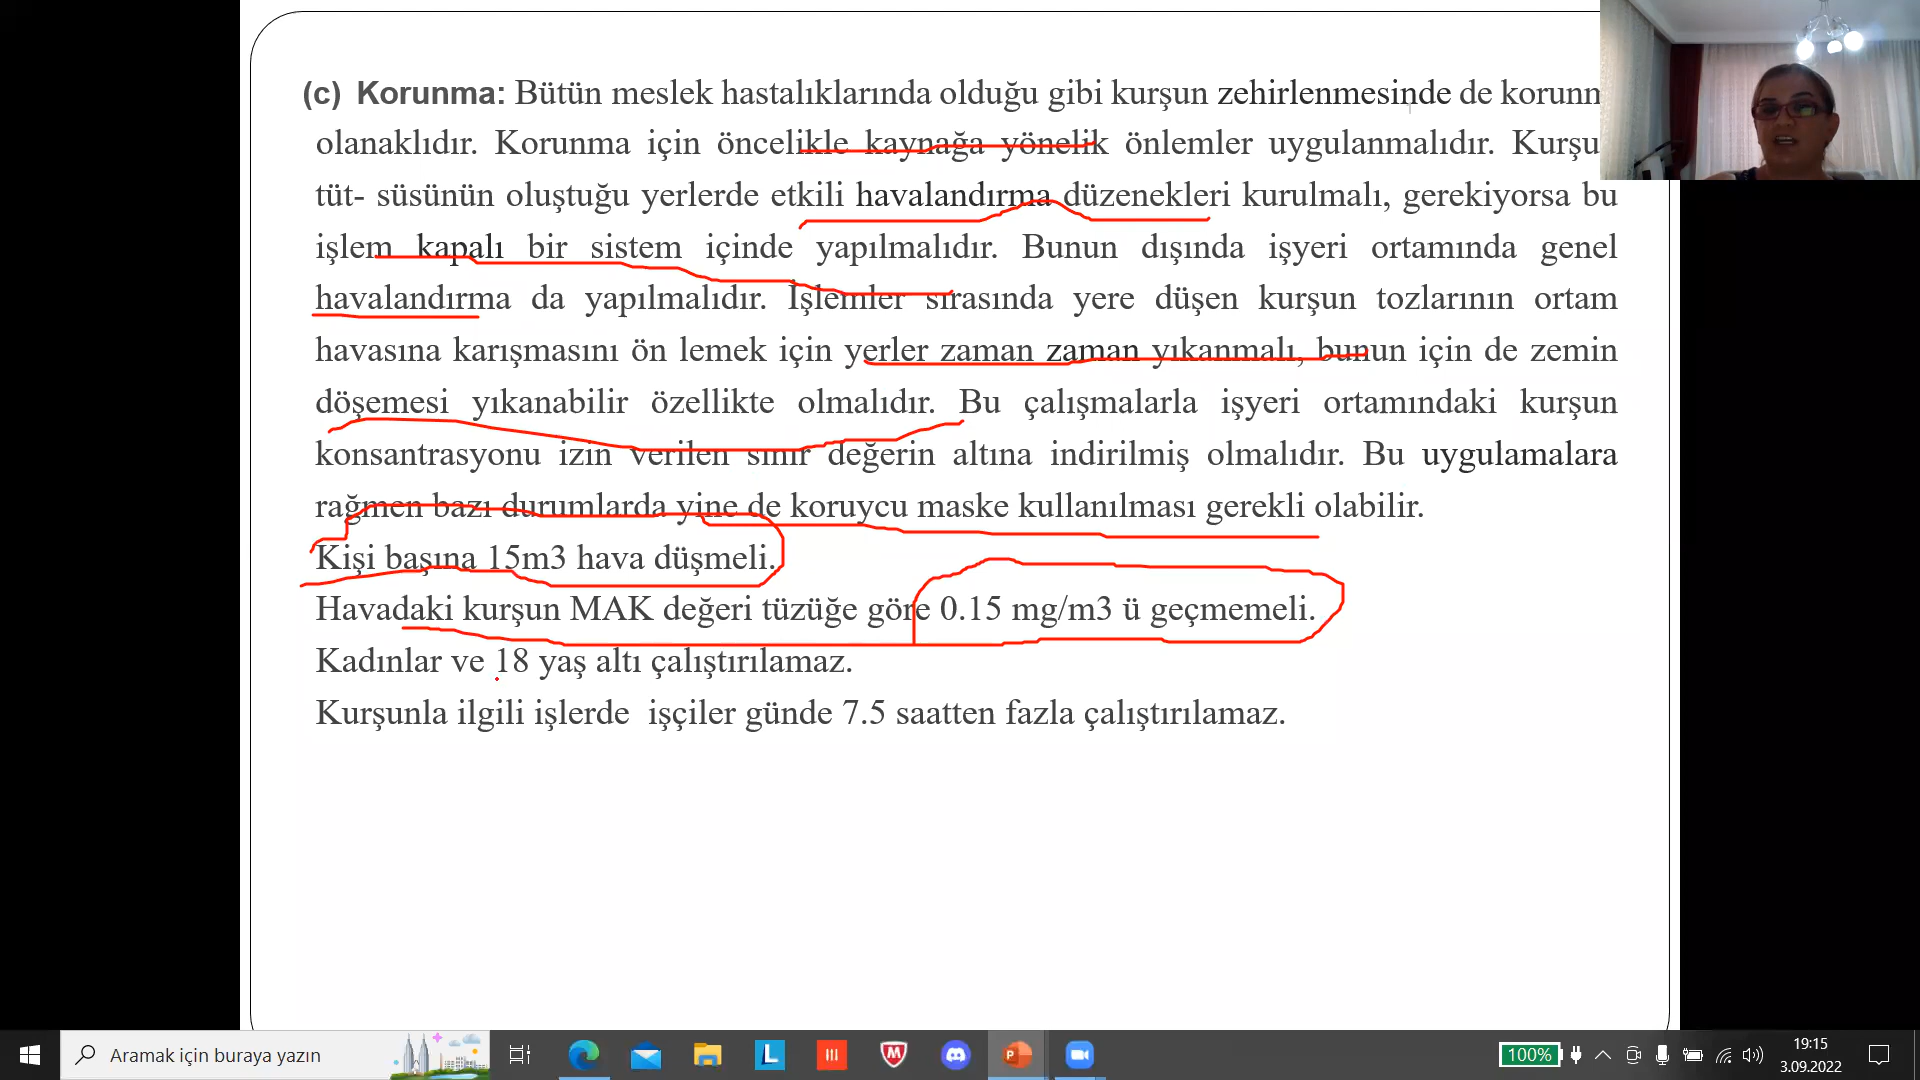 (c) Korunma: Bütün meslek hastalıklarında olduğu gibi kurşun zehirlenmesinde de korunm
olanaklıdır. Korunma için öncelikle kaynağa yönelik önlemler uygulanmalıdır. Kurşu
tüt- süsünün oluştuğu yerlerde etkili havalandırma düzenekleri kurulmalı, gerekiyorsa bu
işlem kapalı bir sistem içinde yapılmalıdır. Bunun dışında işyeri ortamında genel
havalandırma da yapılmalıdır. İşlemler sırasında yere düşen kurşun tozlarının ortam
havasına karışmasını ön lemek için yerler zaman zaman yıkanmalı, bunun için de zemin
döşemesi yıkanabilir özellikte olmalıdır. Bu çalışmalarla işyeri ortamındaki kurşun
konsantrasyonu izin verilen sınır değerin altına indirilmiş olmalıdır. Bu uygulamalara
rağmen bazı durumlarda yine de koruycu maske kullanılması gerekli olabilir.
Kişi başına 15m3 hava düşmeli.
Havadaki kurşun MAK değeri tüzüğe göre 0.15 mg/m3 ü geçmemeli.
Kadınlar ve 18 yaş altı çalıştırılamaz.
Kurşunla ilgili işlerde işçiler günde 7.5 saatten fazla çalıştırılamaz.
Aramak için buraya yazın
100%
19:15
3.09.2022